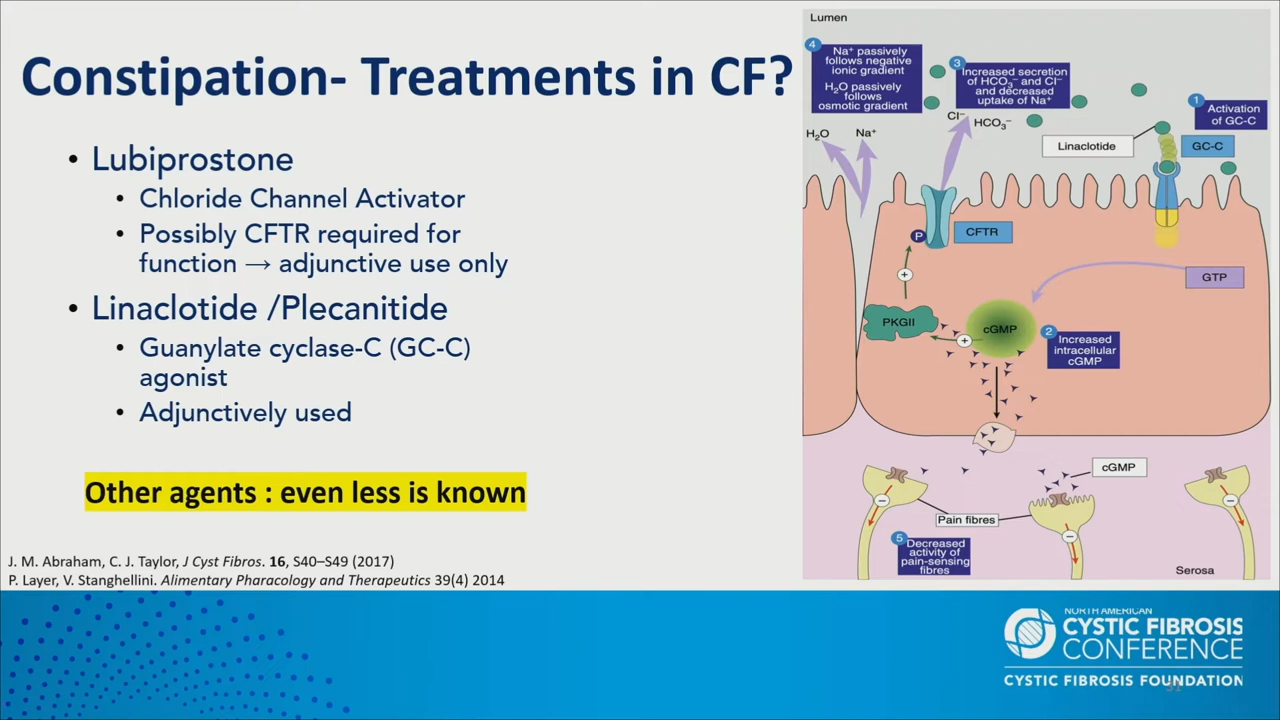 Constipation- Treatments in CF?
• Lubiprostone
• Chloride Channel Activator
• Possibly CFTR required for
function → adjunctive use only
• Linaclotide /Plecanitide
• Guanylate cyclase-C (GC-C)
agonist
• Adjunctively used
Other agents : even less is known
J. M. Abraham, C. J. Taylor, J Cyst Fibros. 16, S40–S49 (2017)
P. Layer, V. Stanghellini. Alimentary Pharacology and Therapeutics 39(4) 2014
Lumen
4
Na⁺ passively
follows negative
ionic gradient
H₂O passively
follows
osmotic gradient
3
Increased secretion
of HCO₃⁻ and Cl⁻
and decreased
uptake of Na⁺
1
Activation
of GC-C
H₂O
Na⁺
Cl⁻
HCO₃⁻
Linaclotide
GC-C
P
CFTR
+
GTP
PKGII
+
cGMP
2
Increased
intracellular
cGMP
cGMP
Pain fibres
−
−
−
5
Decreased
activity of
pain-sensing
fibres
Serosa
NORTH AMERICAN
CYSTIC FIBROSIS
CONFERENCE
CYSTIC FIBROSIS FOUNDATION
31